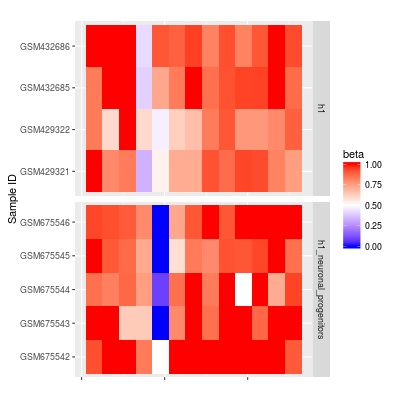 GSM432686
GSM432685
GSM429322
GSM429321
h1
GSM675546
GSM675545
GSM675544
GSM675543
GSM675542
h1_neuronal_progenitors
Sample ID
beta
1.00
0.75
0.50
0.25
0.00